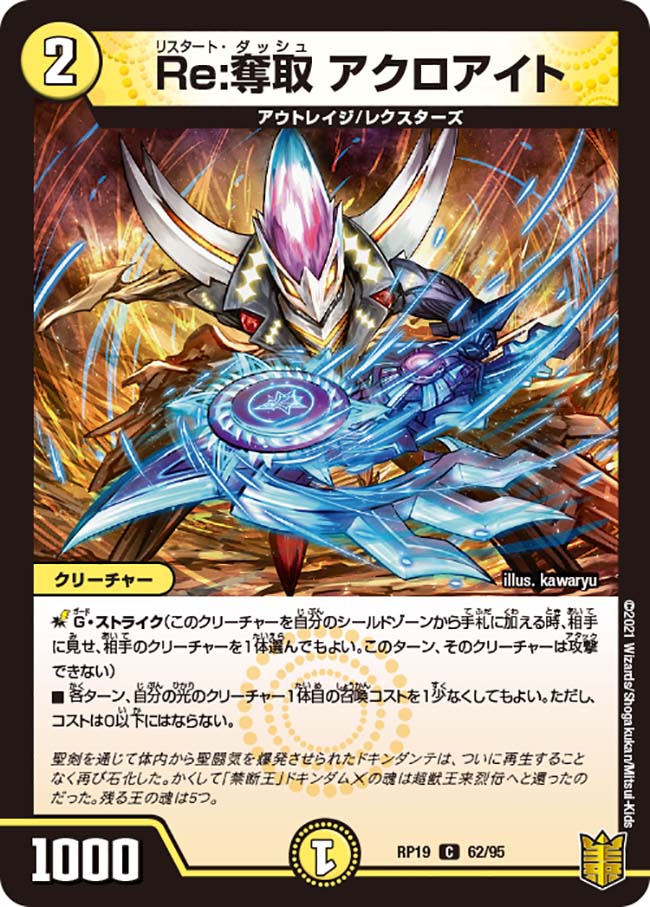 2
リスタート・ダッシュ
Re:奪取 アクロアイト
アウトレイジ/レクスターズ
クリーチャー
illus. kawaryu
G・ストライク(このクリーチャーを自分のシールドゾーンから手札に加える時、相手
に見せ、相手のクリーチャーを1体選んでもよい。このターン、そのクリーチャーは攻撃
できない)
■ 各ターン、自分の光のクリーチャー1体目の召喚コストを1少なくしてもよい。ただし、
コストは0以下にはならない。
聖剣を通じて体内から聖闘気を爆発させられたドキンダンテは、ついに再生すること
なく再び石化した。かくして「禁断王」ドキンダムXの魂は超獣王来烈伝へと還ったの
だった。残る王の魂は5つ。
©2021 Wizards/Shogakukan/Mitsui-Kids
1000
1
RP19 C 62/95